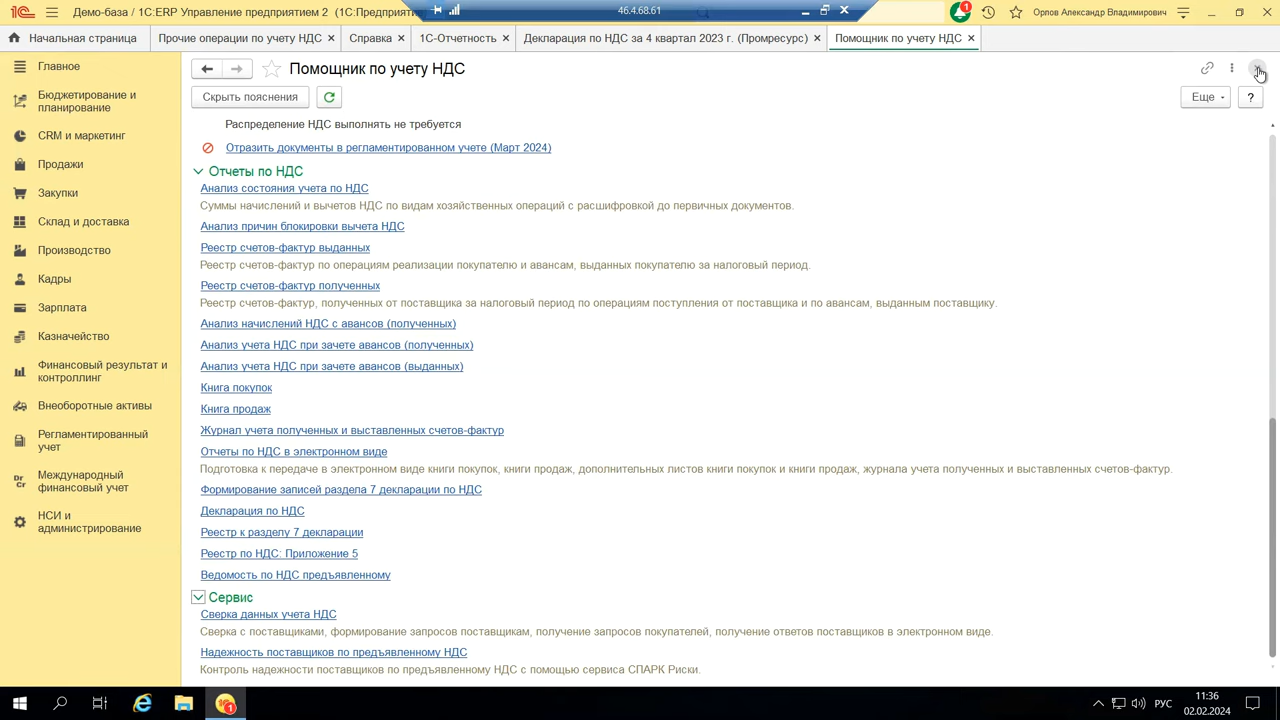 Демо-база / 1С:ERP Управление предприятием 2 (1С:Предприятие
46.4.68.61
1
Орлов Александр Владимирович
Начальная страница
Прочие операции по учету НДС
Справка
1С-Отчетность
Декларация по НДС за 4 квартал 2023 г. (Промресурс)
Помощник по учету НДС
Главное
Бюджетирование и
планирование
CRM и маркетинг
Продажи
Закупки
Склад и доставка
Производство
Кадры
Зарплата
Казначейство
Финансовый результат и
контроллинг
Внеоборотные активы
Регламентированный
учет
Международный
финансовый учет
НСИ и
администрирование
Помощник по учету НДС
Скрыть пояснения
Еще
?
Распределение НДС выполнять не требуется
Отразить документы в регламентированном учете (Март 2024)
Отчеты по НДС
Анализ состояния учета по НДС
Суммы начислений и вычетов НДС по видам хозяйственных операций с расшифровкой до первичных документов.
Анализ причин блокировки вычета НДС
Реестр счетов-фактур выданных
Реестр счетов-фактур по операциям реализации покупателю и авансам, выданных покупателю за налоговый период.
Реестр счетов-фактур полученных
Реестр счетов-фактур, полученных от поставщика за налоговый период по операциям поступления от поставщика и по авансам, выданным поставщику.
Анализ начислений НДС с авансов (полученных)
Анализ учета НДС при зачете авансов (полученных)
Анализ учета НДС при зачете авансов (выданных)
Книга покупок
Книга продаж
Журнал учета полученных и выставленных счетов-фактур
Отчеты по НДС в электронном виде
Подготовка к передаче в электронном виде книги покупок, книги продаж, дополнительных листов книги покупок и книги продаж, журнала учета полученных и выставленных счетов-фактур.
Формирование записей раздела 7 декларации по НДС
Декларация по НДС
Реестр к разделу 7 декларации
Реестр по НДС: Приложение 5
Ведомость по НДС предъявленному
Сервис
Сверка данных учета НДС
Сверка с поставщиками, формирование запросов поставщикам, получение запросов покупателей, получение ответов поставщиков в электронном виде.
Надежность поставщиков по предъявленному НДС
Контроль надежности поставщиков по предъявленному НДС с помощью сервиса СПАРК Риски.
РУС
11:36
02.02.2024